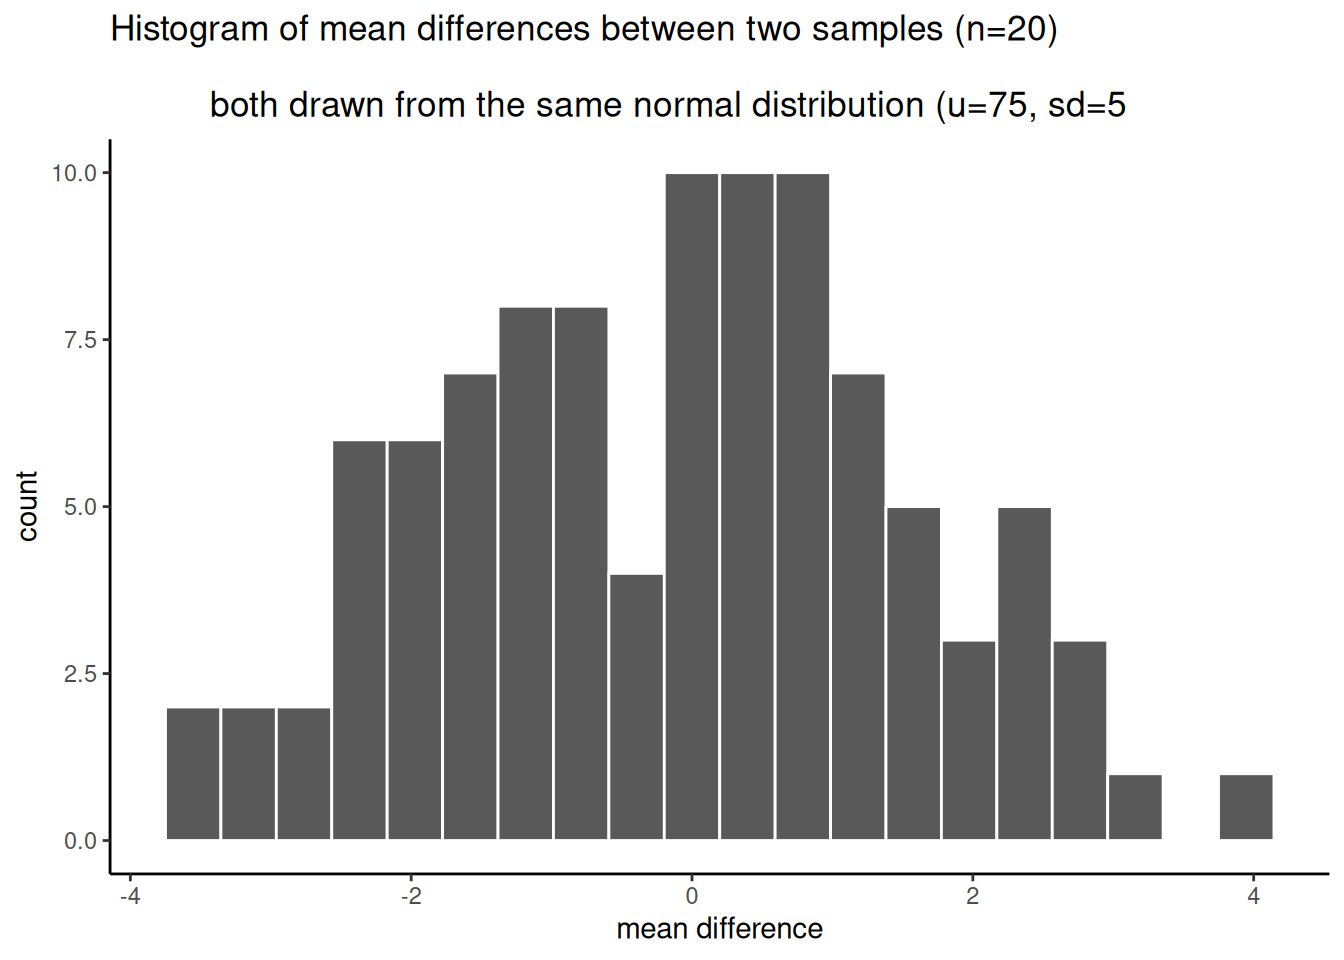 Histogram of mean differences between two samples (n=20)
both drawn from the same normal distribution (u=75, sd=5
10.0
7.5
5.0
2.5
0.0
count
-4
-2
0
2
4
mean difference